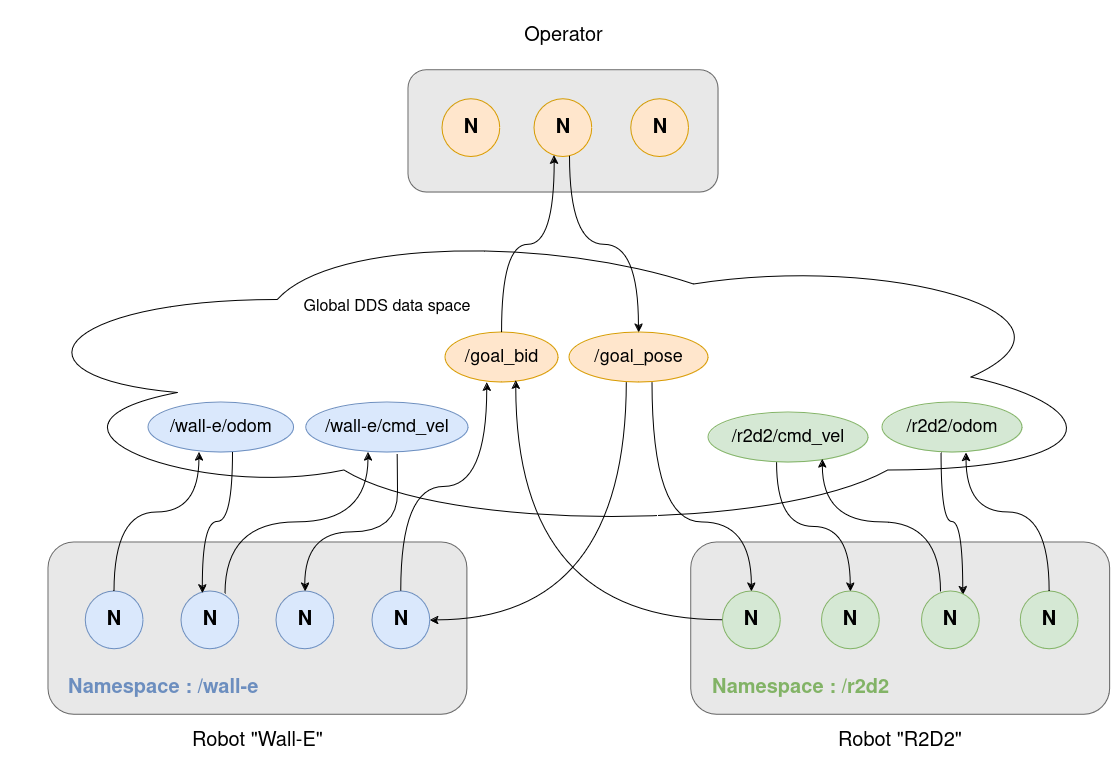 Operator
N
N
N
Global DDS data space
/goal_bid
/goal_pose
/wall-e/odom
/wall-e/cmd_vel
/r2d2/cmd_vel
/r2d2/odom
N
N
N
N
N
N
N
N
Namespace : /wall-e
Namespace : /r2d2
Robot "Wall-E"
Robot "R2D2"